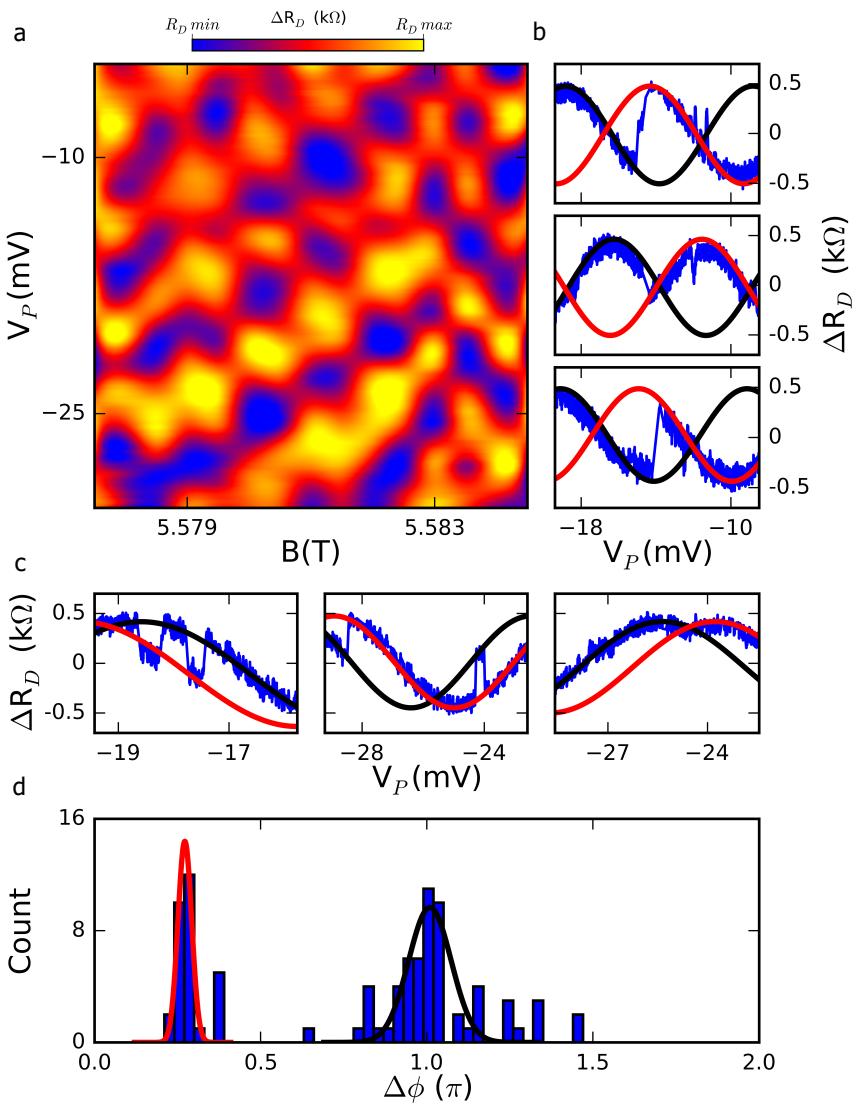 a
ΔR_D (kΩ)
R_D min
R_D max
V_P (mV)
−10
−25
5.579
5.583
B(T)
b
0.5
0
-0.5
0.5
0
-0.5
0.5
0
-0.5
ΔR_D (kΩ)
−18
−10
V_P (mV)
c
ΔR_D (kΩ)
0.5
0
-0.5
−19
−17
−28
−24
−27
−24
V_P (mV)
d
Count
16
8
0
0.0
0.5
1.0
1.5
2.0
Δϕ (π)